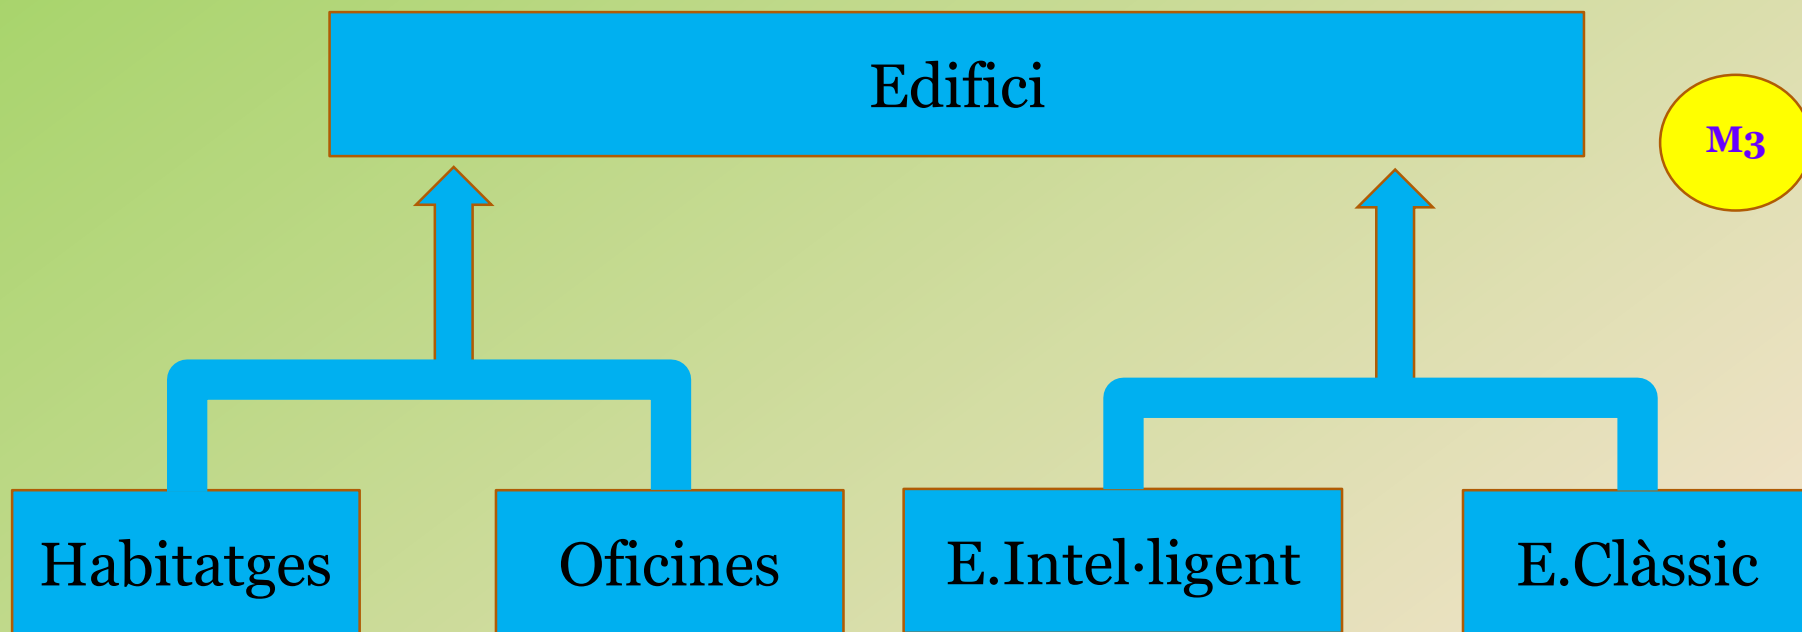 Edifici
M3
Habitatges
Oficines
E.Intel·ligent
E.Clàssic